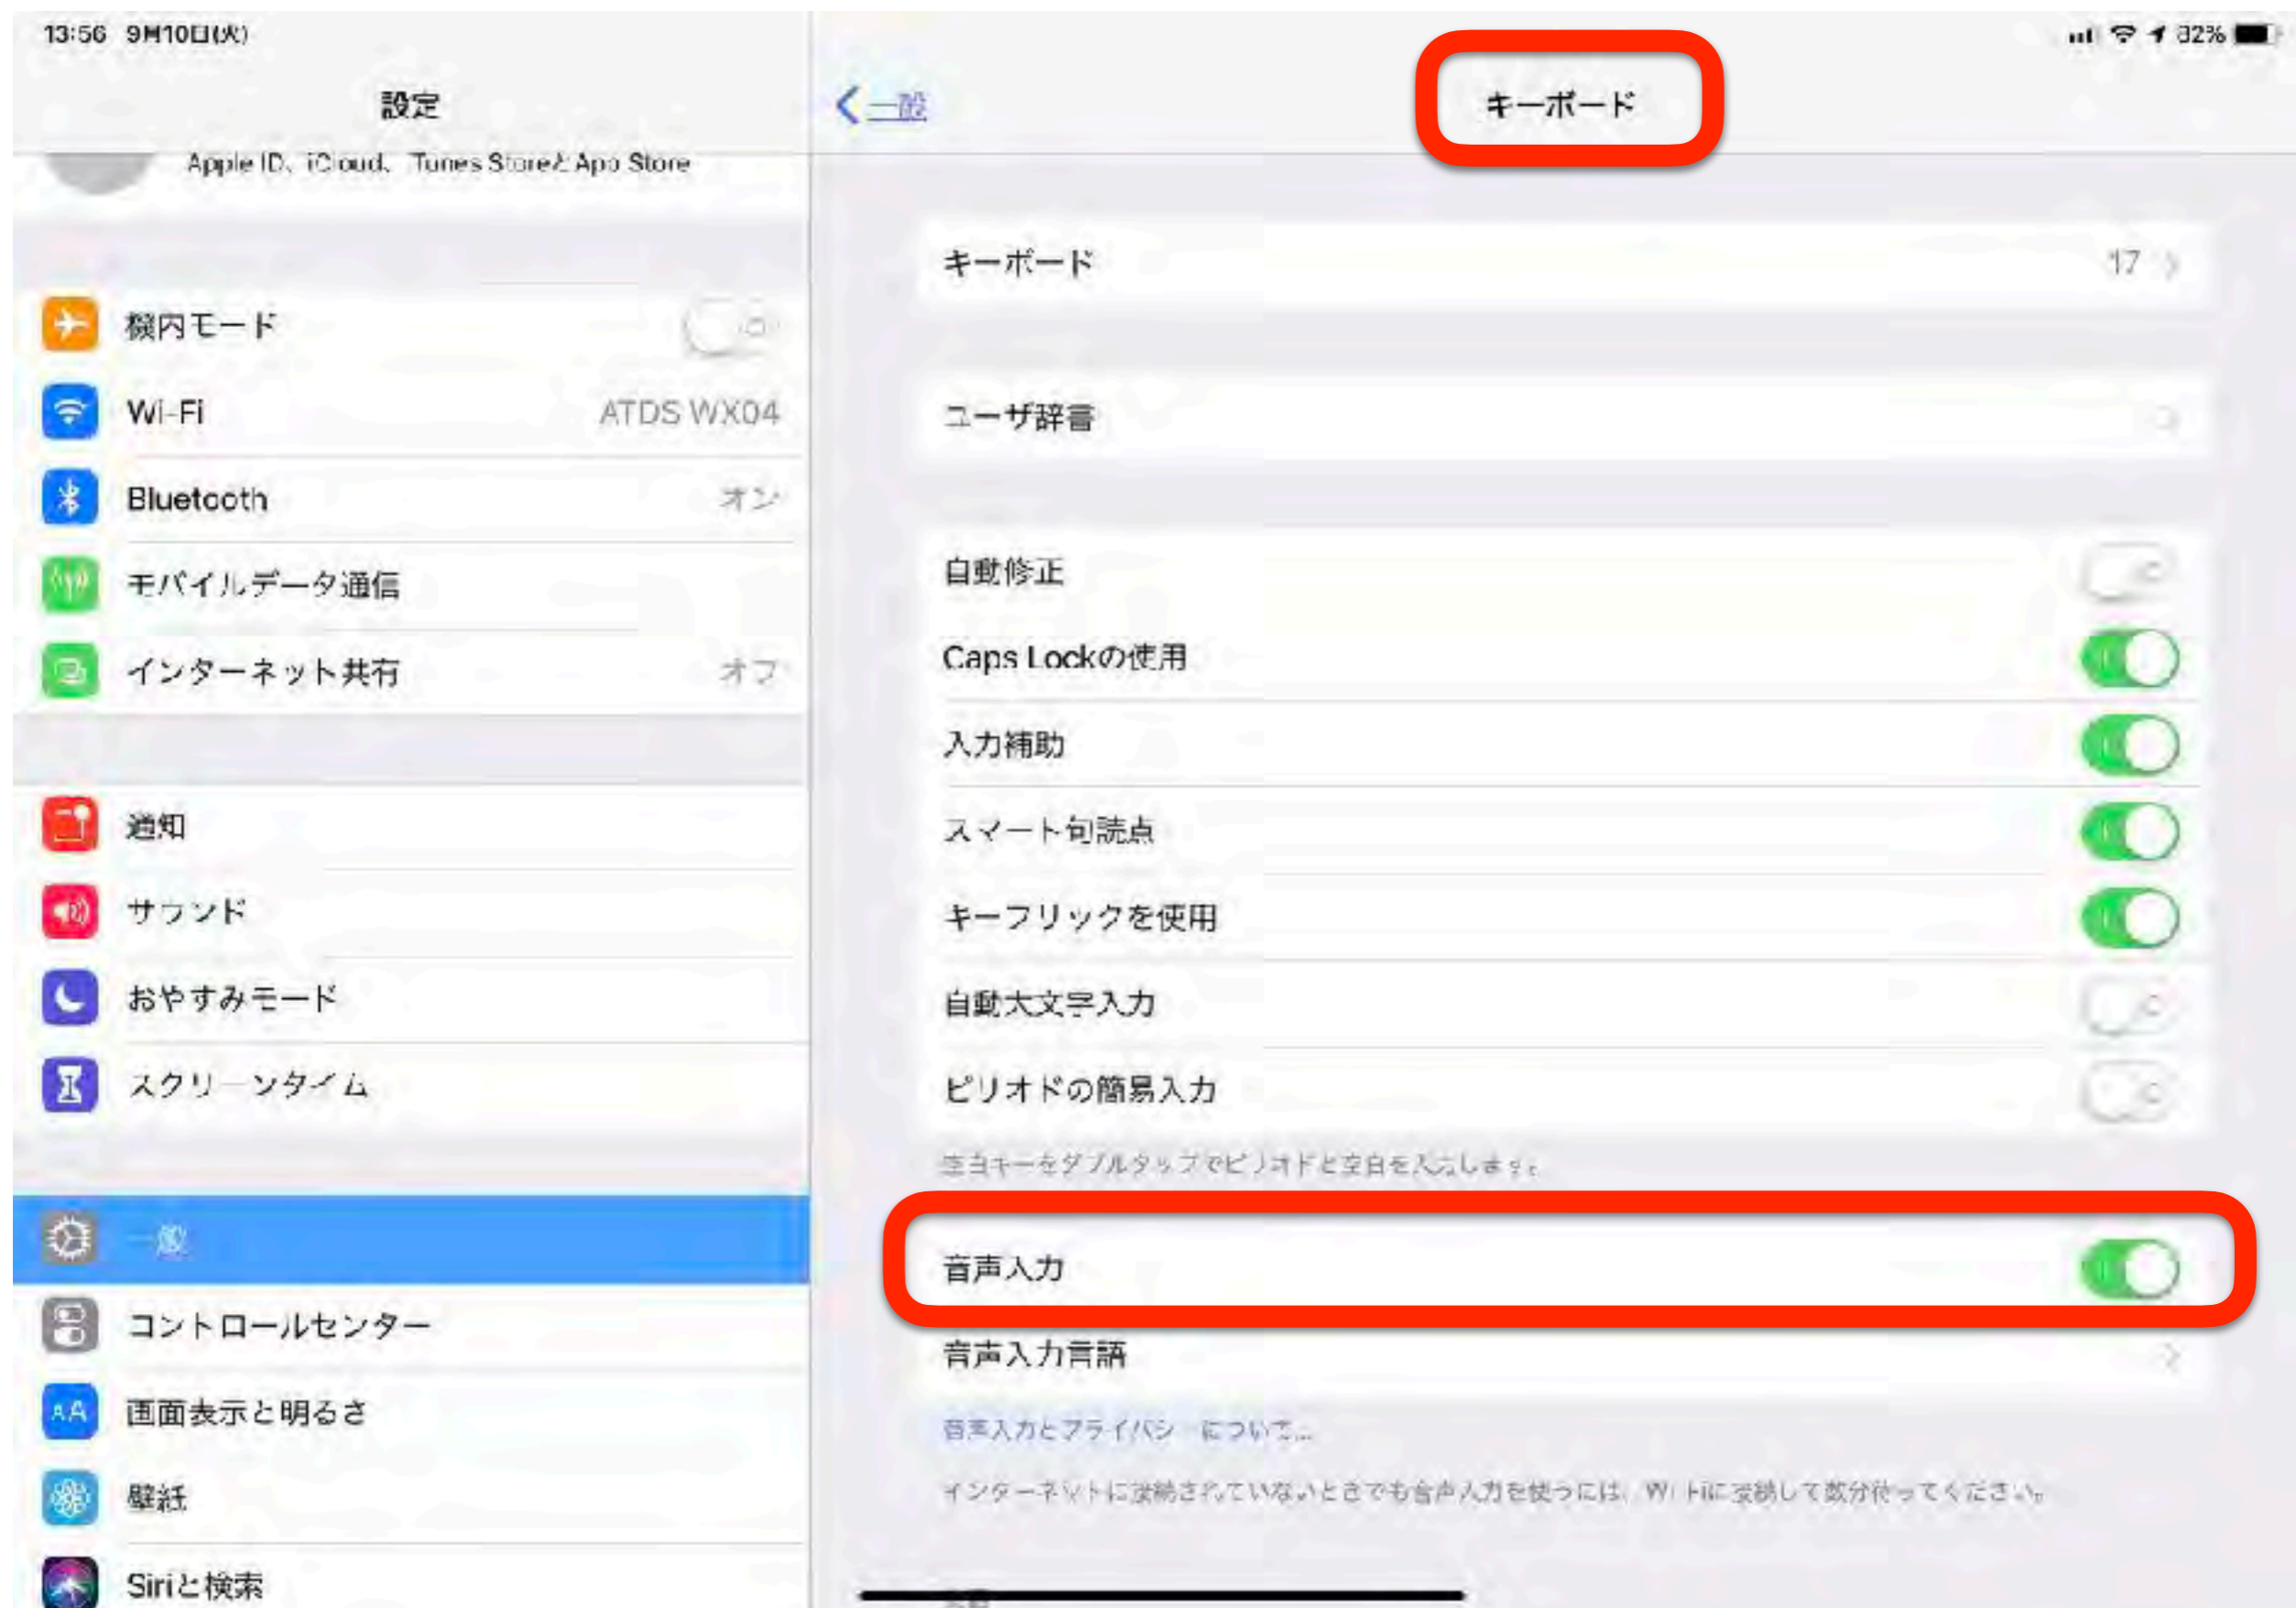 13:56 9月10日(火)
82%
設定
Apple ID、iCloud、iTunes StoreとApp Store
機内モード
Wi-Fi ATDS WX04
Bluetooth オン
モバイルデータ通信
インターネット共有 オフ
通知
サウンド
おやすみモード
スクリーンタイム
一般
コントロールセンター
画面表示と明るさ
壁紙
Siriと検索
一般
キーボード
キーボード 17
ユーザ辞書
自動修正
Caps Lockの使用
入力補助
スマート句読点
キーフリックを使用
自動大文字入力
ピリオドの簡易入力
空白キーをダブルタップでピリオドと空白を入力します。
音声入力
音声入力言語
音声入力とプライバシーについて...
インターネットに接続されていないときでも音声入力を使うには、Wi-Fiに接続して数分待ってください。